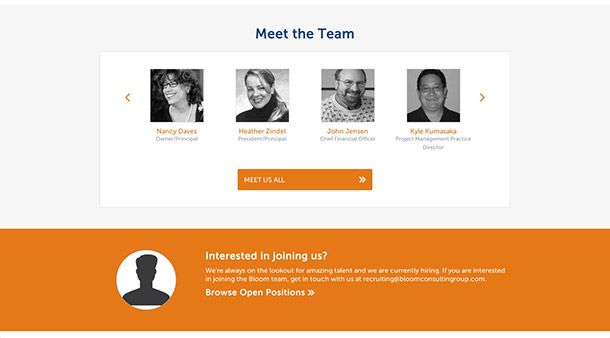 Meet the Team
Nancy Daves
Owner/Principal
Heather Zindel
President/Principal
John Jensen
Chief Financial Officer
Kyle Kumasaka
Project Management Practice
Director
MEET US ALL
Interested in joining us?
We're always on the lookout for amazing talent and we are currently hiring. If you are interested
in joining the Bloom team, get in touch with us at recruiting@bloomconsultingroup.com.
Browse Open Positions